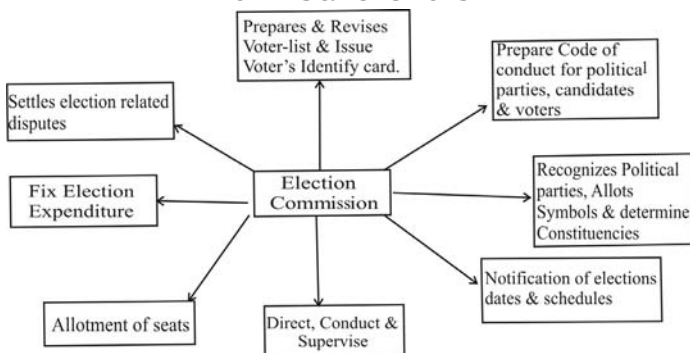 Prepares & Revises
Voter-list & Issue
Voter's Identify card.
Prepare Code of
conduct for political
parties, candidates
& voters
Settles election related
disputes
Election
Commission
Recognizes Political
parties, Allots
Symbols & determine
Constituencies
Fix Election
Expenditure
Notification of elections
dates & schedules
Allotment of seats
Direct, Conduct &
Supervise